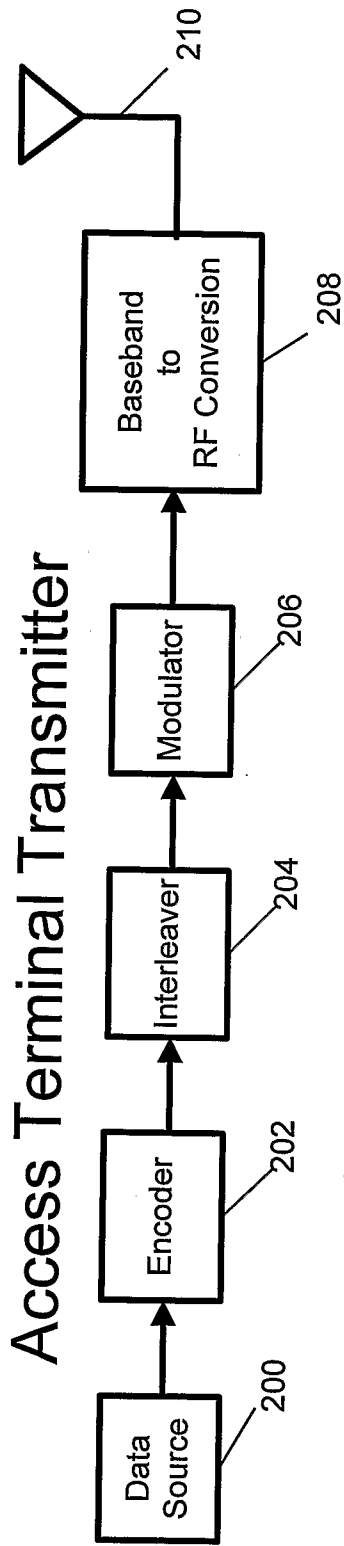 Access Terminal Transmitter
Data
Source
200
Encoder
202
Interleaver
204
Modulator
206
Baseband
to
RF Conversion
208
210